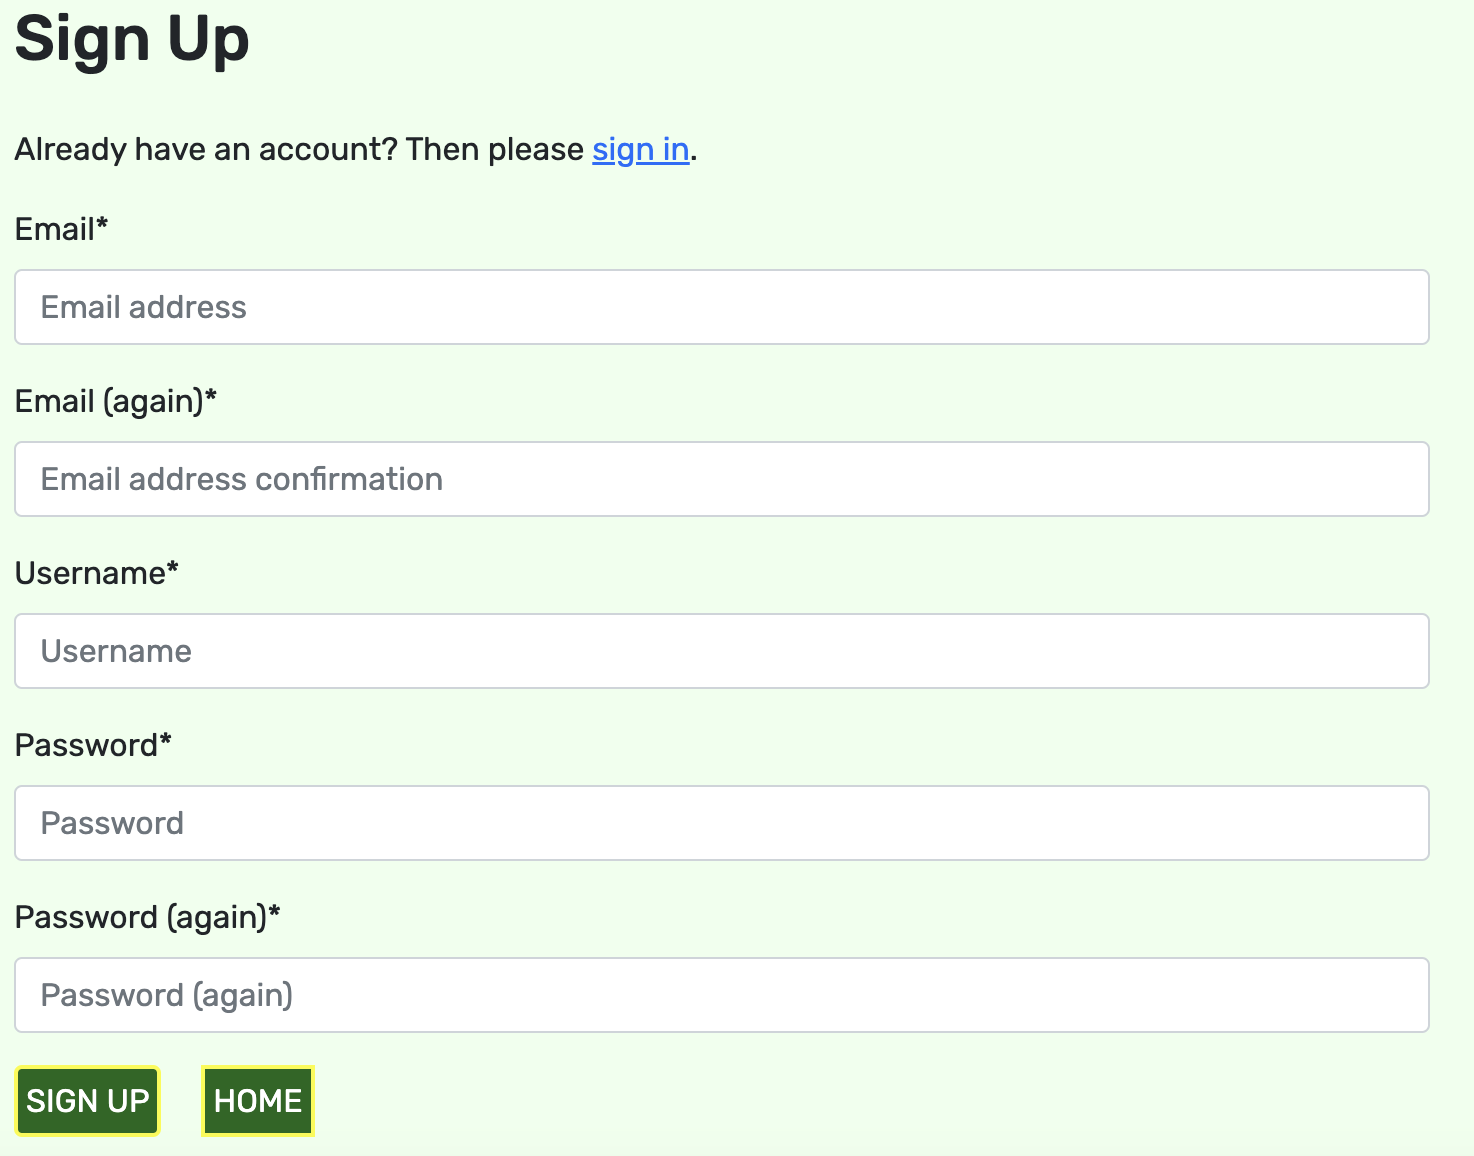 Sign Up
Already have an account? Then please sign in.
Email*
Email address
Email (again)*
Email address confirmation
Username*
Username
Password*
Password
Password (again)*
Password (again)
SIGN UP HOME